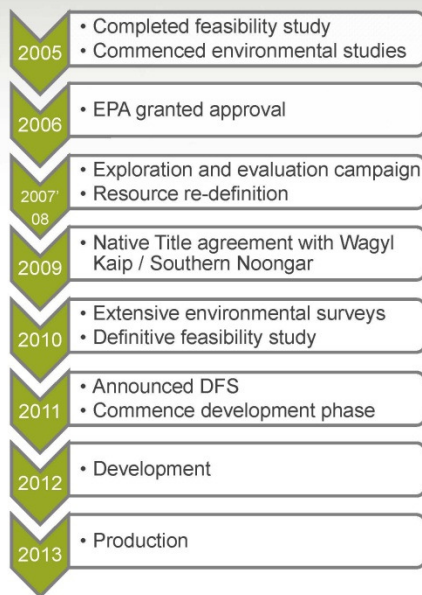 2005
• Completed feasibility study
• Commenced environmental studies
2006
• EPA granted approval
2007'
08
• Exploration and evaluation campaign
• Resource re-definition
2009
• Native Title agreement with Wagyl
Kaip / Southern Noongar
2010
• Extensive environmental surveys
• Definitive feasibility study
2011
• Announced DFS
• Commence development phase
2012
• Development
2013
• Production